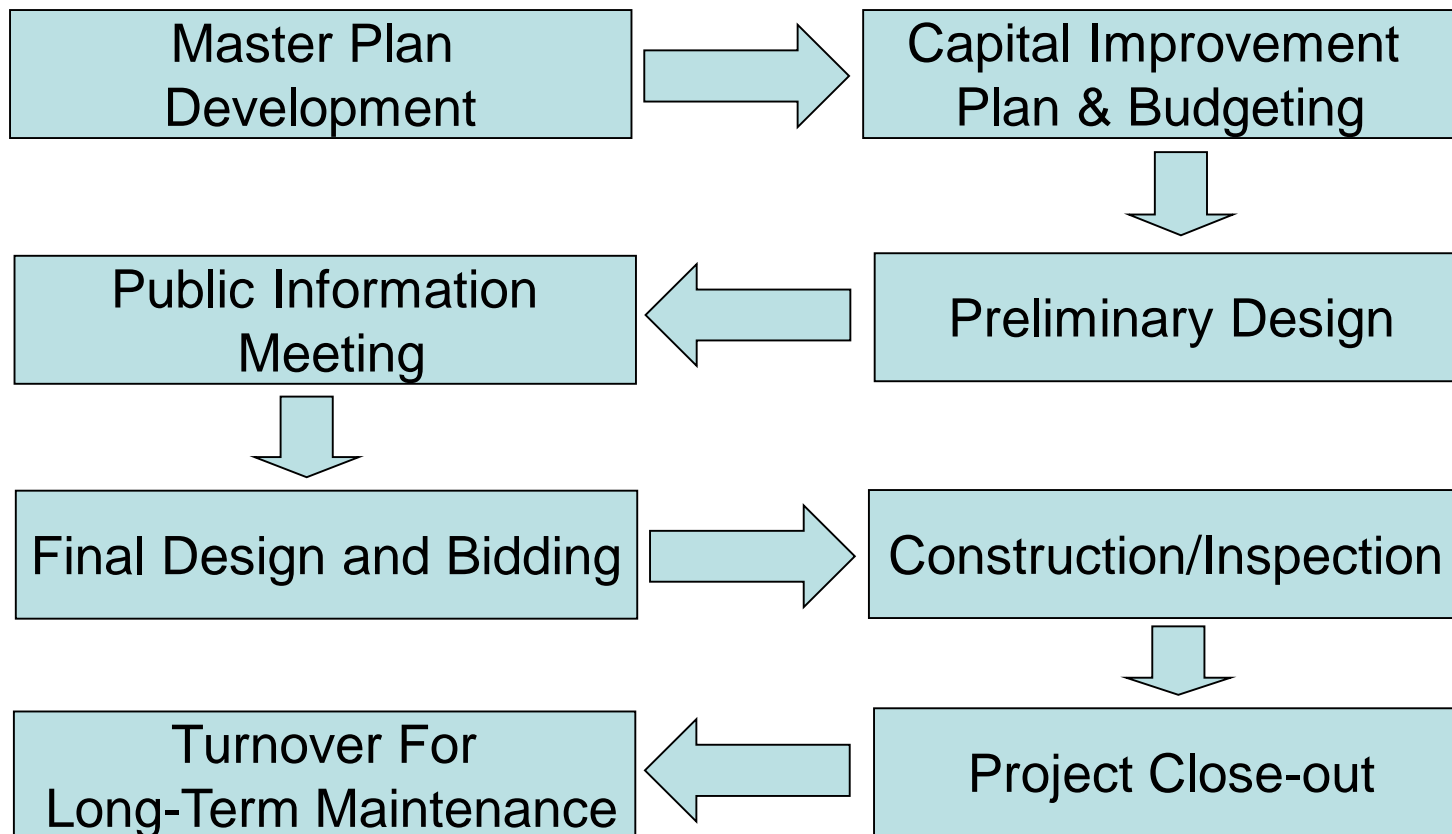 Master Plan
Development
Capital Improvement
Plan & Budgeting
Public Information
Meeting
Preliminary Design
Final Design and Bidding
Construction/Inspection
Turnover For
Long-Term Maintenance
Project Close-out